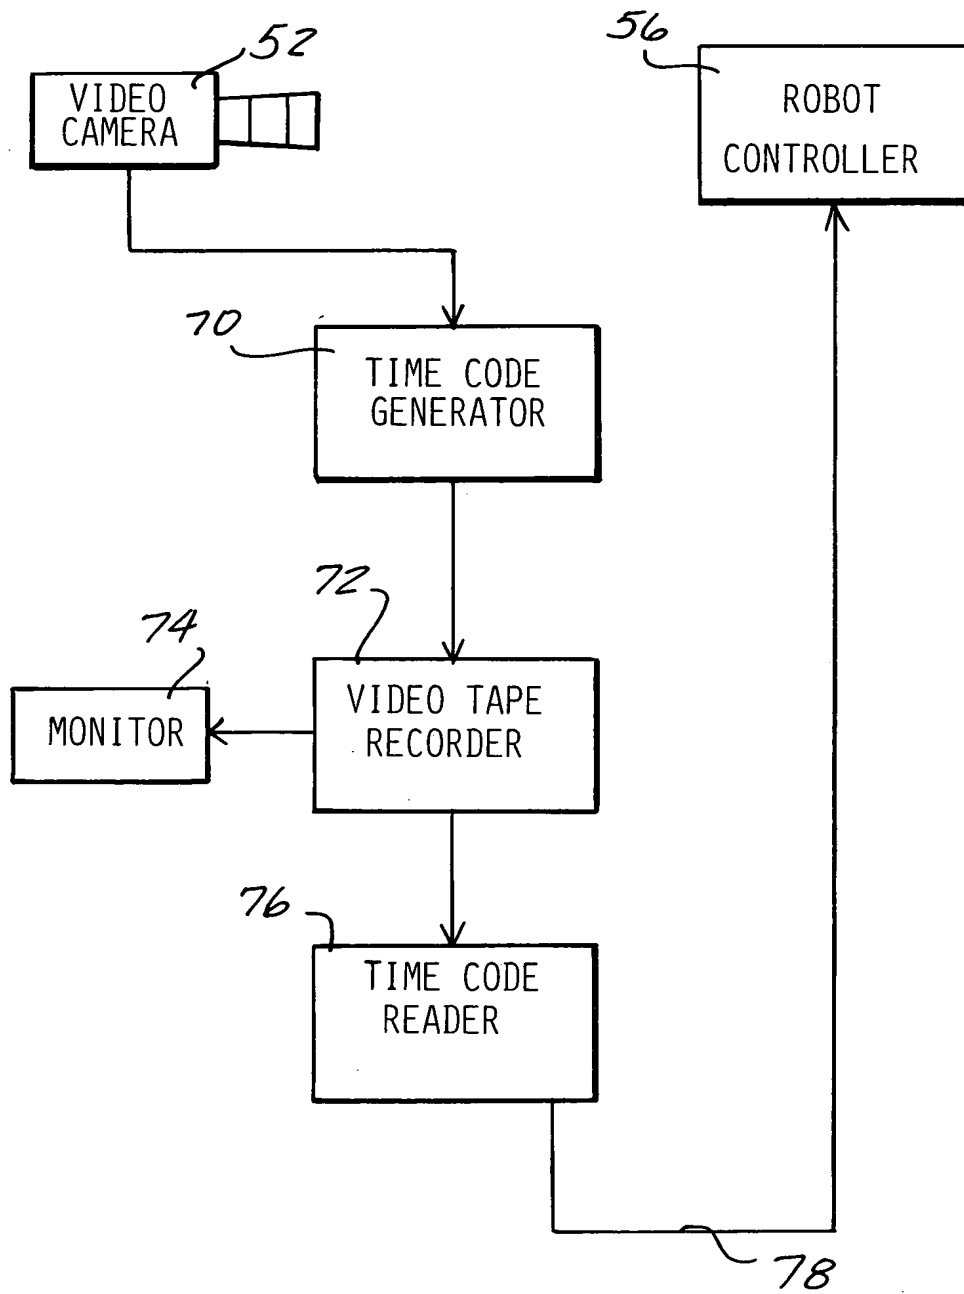 52
VIDEO
CAMERA
56
ROBOT
CONTROLLER
70
TIME CODE
GENERATOR
72
VIDEO TAPE
RECORDER
74
MONITOR
76
TIME CODE
READER
78